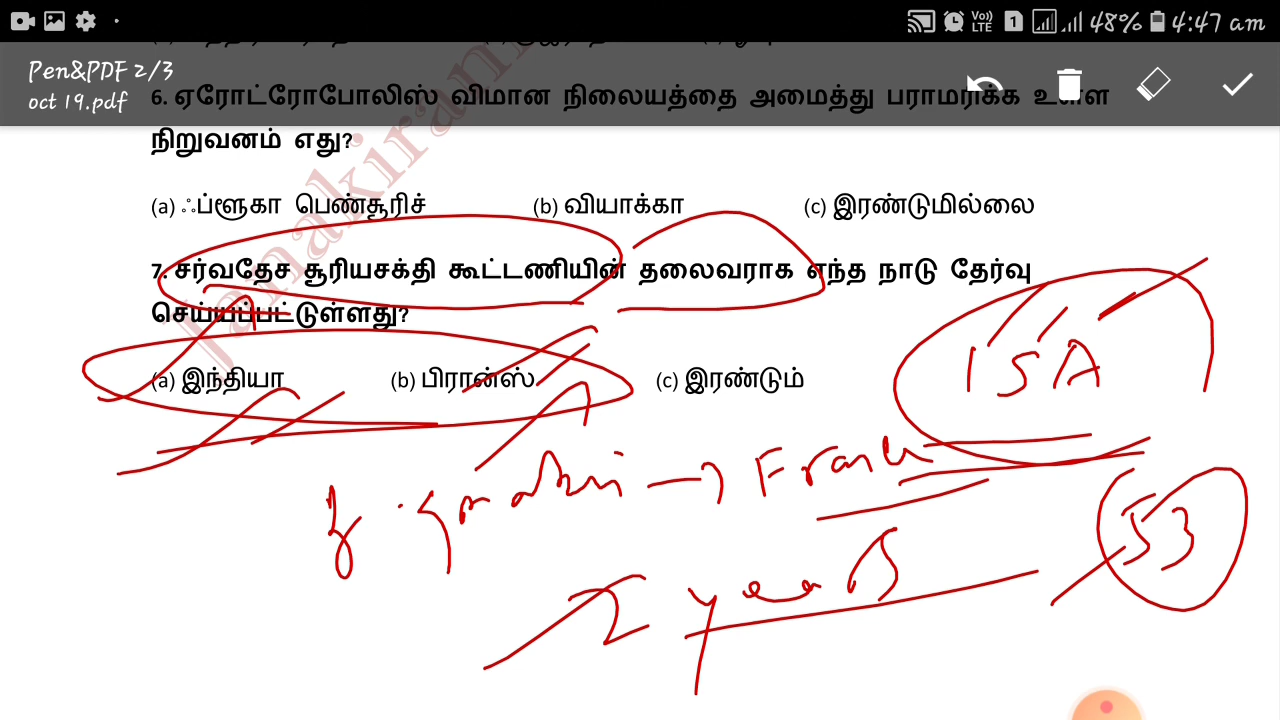 48% 4:47 am
Pen&PDF 2/3
oct 19.pdf
6. ஏரோட்ரோபோலிஸ் விமான நிலையத்தை அமைத்து பராமரிக்க உள்ள
நிறுவனம் எது?
(a) ஃப்ளூகா பெண்சூரிச் (b) வியாக்கா (c) இரண்டுமில்லை
7. சர்வதேச சூரியசக்தி கூட்டணியின் தலைவராக எந்த நாடு தேர்வு
செய்யப்பட்டுள்ளது?
(a) இந்தியா (b) பிரான்ஸ் (c) இரண்டும்
ISA
53
2 years
Janakiraman